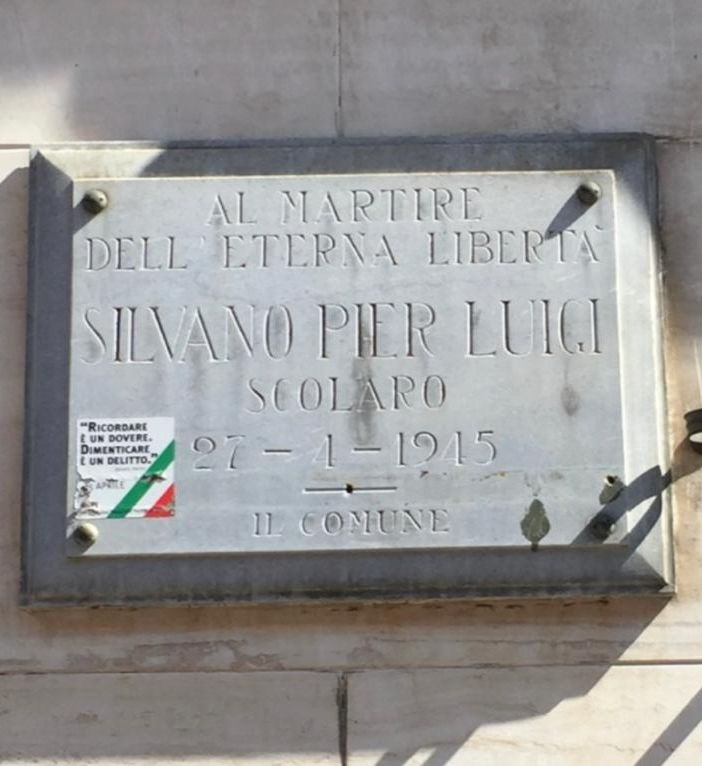 AL MARTIRE
DELL' ETERNA LIBERTÀ
SILVANO PIER LUIGI
SCOLARO
27 - 4 - 1945
IL COMUNE
"RICORDARE
È UN DOVERE.
DIMENTICARE
È UN DELITTO."
APRILE